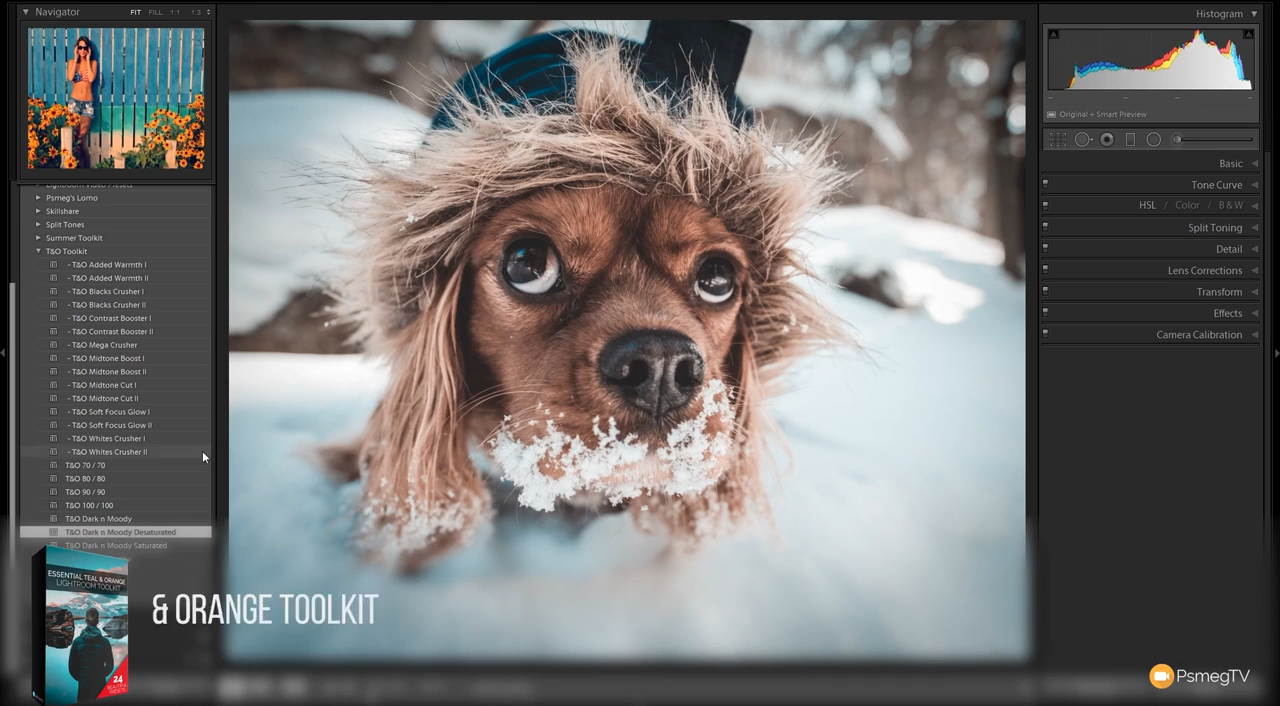 Navigator FIT FILL 1:1 1:3
Lightroom Video Presets
Psmeg's Lomo
Skillshare
Split Tones
Summer Toolkit
T&O Toolkit
- T&O Added Warmth I
- T&O Added Warmth II
- T&O Blacks Crusher I
- T&O Blacks Crusher II
- T&O Contrast Booster I
- T&O Contrast Booster II
- T&O Mega Crusher
- T&O Midtone Boost I
- T&O Midtone Boost II
- T&O Midtone Cut I
- T&O Midtone Cut II
- T&O Soft Focus Glow I
- T&O Soft Focus Glow II
- T&O Whites Crusher I
- T&O Whites Crusher II
T&O 70 / 70
T&O 80 / 80
T&O 90 / 90
T&O 100 / 100
T&O Dark n Moody
T&O Dark n Moody Desaturated
T&O Dark n Moody Saturated
ESSENTIAL TEAL & ORANGE
LIGHTROOM TOOLKIT
24
BEAUTIFUL
PRESETS
& ORANGE TOOLKIT
Histogram
Original + Smart Preview
Basic
Tone Curve
HSL / Color / B & W
Split Toning
Detail
Lens Corrections
Transform
Effects
Camera Calibration
PsmegTV